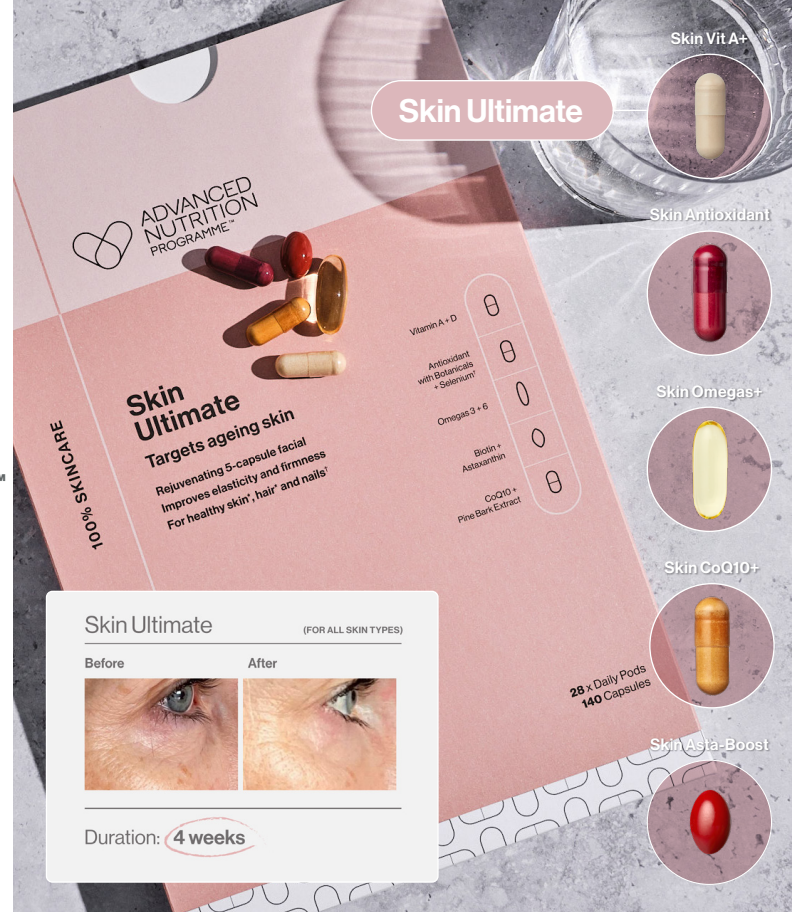 Skin Vit A+
Skin Ultimate
Skin Antioxidant
Skin Omegas+
Skin CoQ10+
Skin Asta-Boost
ADVANCED
NUTRITION
PROGRAMME™
100% SKINCARE
Skin
Ultimate
Targets ageing skin
Rejuvenating 5-capsule facial
Improves elasticity and firmness
For healthy skin*, hair* and nails†
Vitamin A + D
Antioxidant
with Botanicals
+ Selenium†
Omegas 3 + 6
Biotin +
Astaxanthin
CoQ10 +
Pine Bark Extract
28 x Daily Pods
140 Capsules
Skin Ultimate
(FOR ALL SKIN TYPES)
Before
After
Duration: 4 weeks